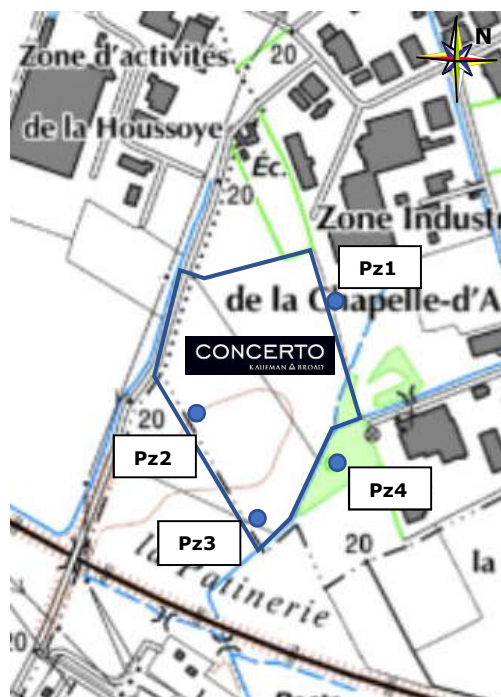 20
N
Zone d'activités
de la Houssoye
Éc.
20
Zone Indust
Pz1
de la Chapelle-d'A
CONCERTO
KAUFMAN & BROAD
20
Pz2
Pz4
Pz3
20
la
la Patinerie
20